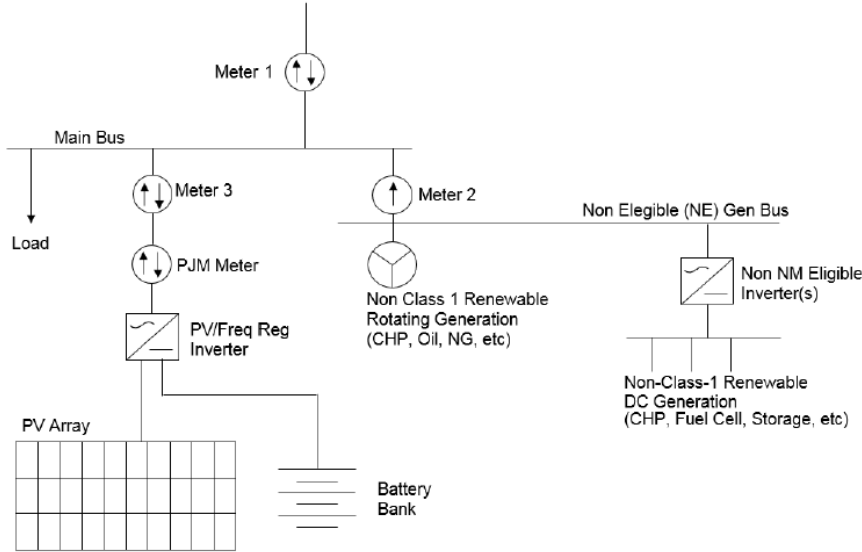 Meter 1
Main Bus
Meter 3
Meter 2
Non Elegible (NE) Gen Bus
Load
PJM Meter
Non NM Eligible
Inverter(s)
Non Class 1 Renewable
Rotating Generation
(CHP, Oil, NG, etc)
PV/Freq Reg
Inverter
Non-Class-1 Renewable
DC Generation
(CHP, Fuel Cell, Storage, etc)
PV Array
Battery
Bank